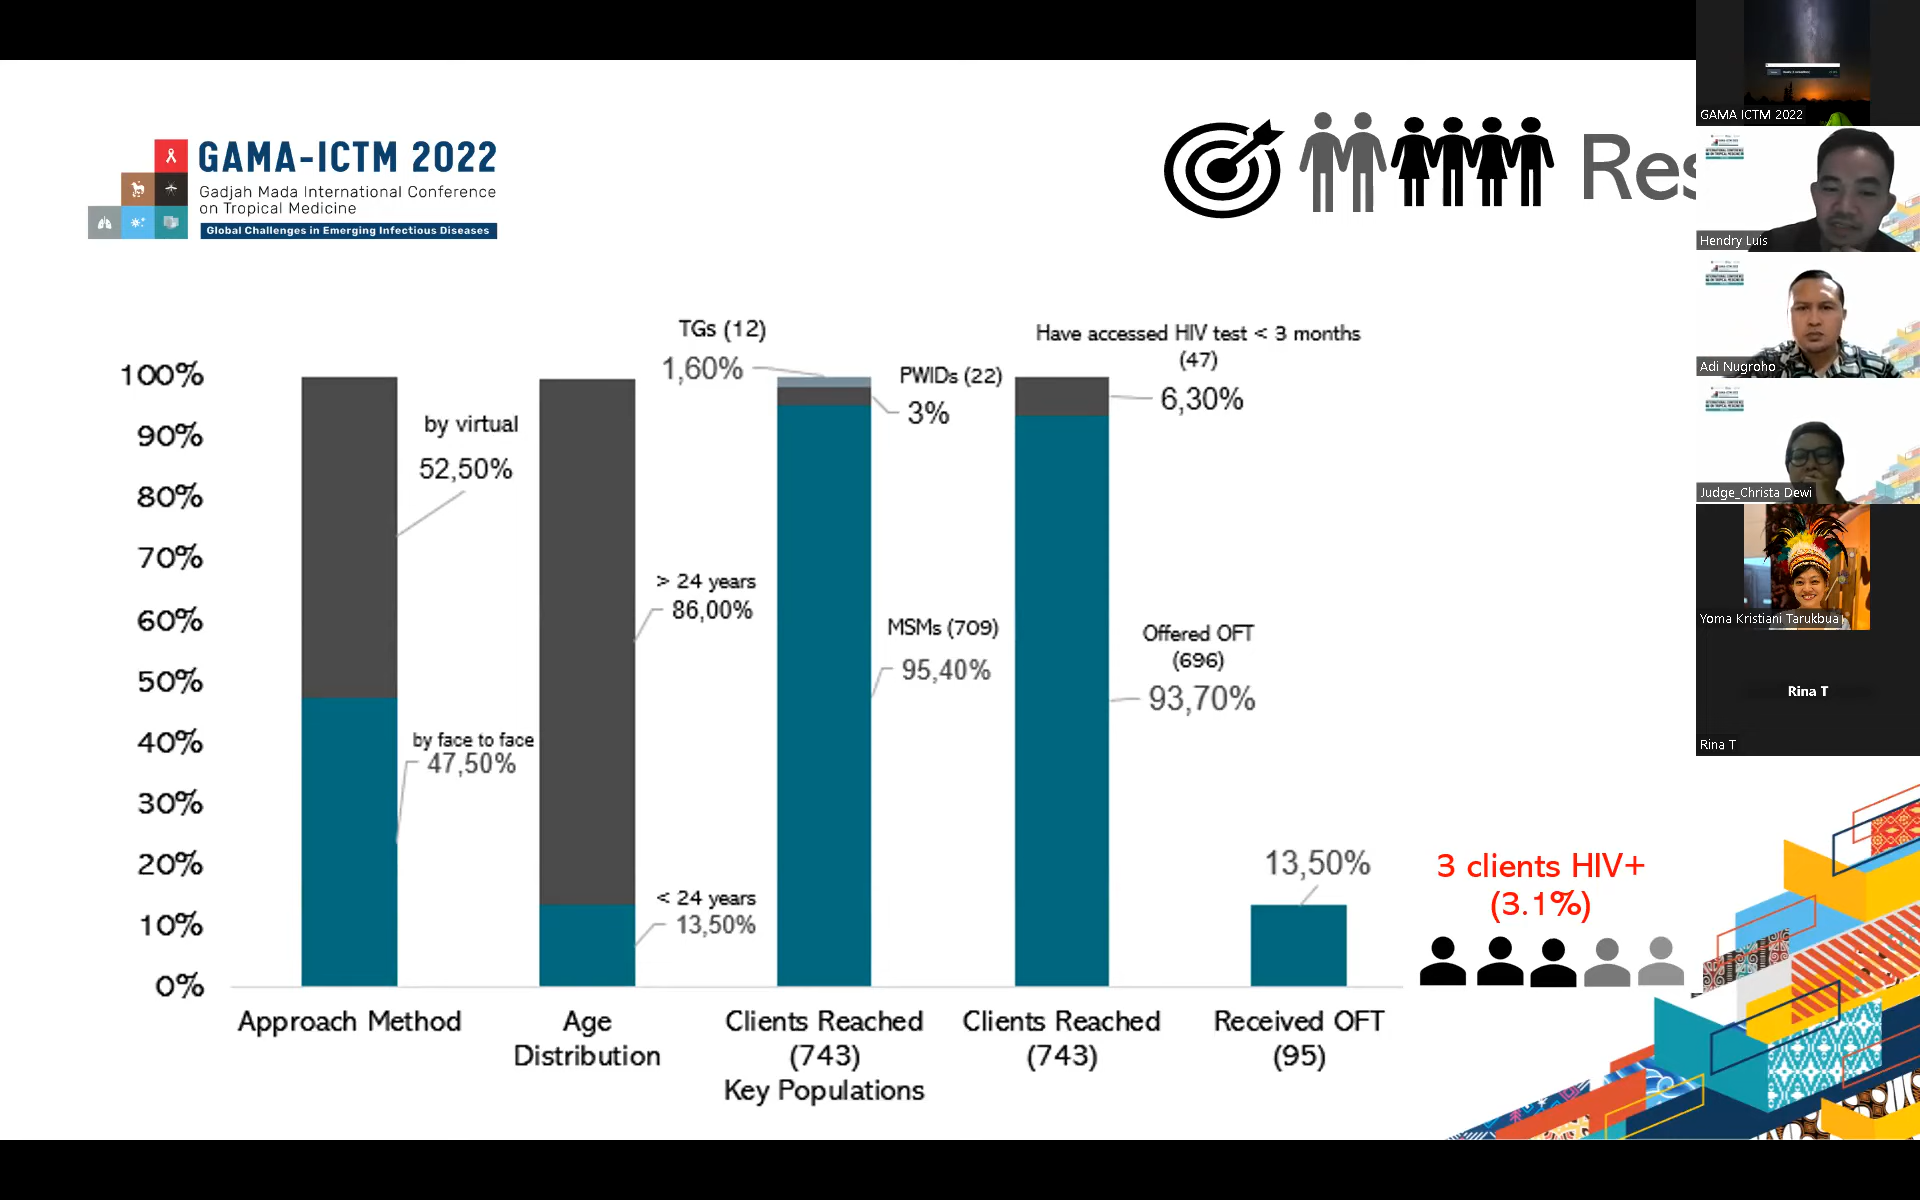 GAMA-ICTM 2022
Gadjah Mada International Conference
on Tropical Medicine
Global Challenges in Emerging Infectious Diseases
Res
100%
90%
80%
70%
60%
50%
40%
30%
20%
10%
0%
by virtual
52,50%
by face to face
47,50%
> 24 years
86,00%
< 24 years
13,50%
TGs (12)
1,60%
PWIDs (22)
3%
MSMs (709)
95,40%
Have accessed HIV test < 3 months
(47)
6,30%
Offered OFT
(696)
93,70%
13,50%
3 clients HIV+
(3.1%)
Approach Method
Age
Distribution
Clients Reached
(743)
Key Populations
Clients Reached
(743)
Received OFT
(95)
GAMA ICTM 2022
Hendry Luis
Adi Nugroho
Judge_Christa Dewi
Yoma Kristiani Tarukbua
Rina T
Rina T